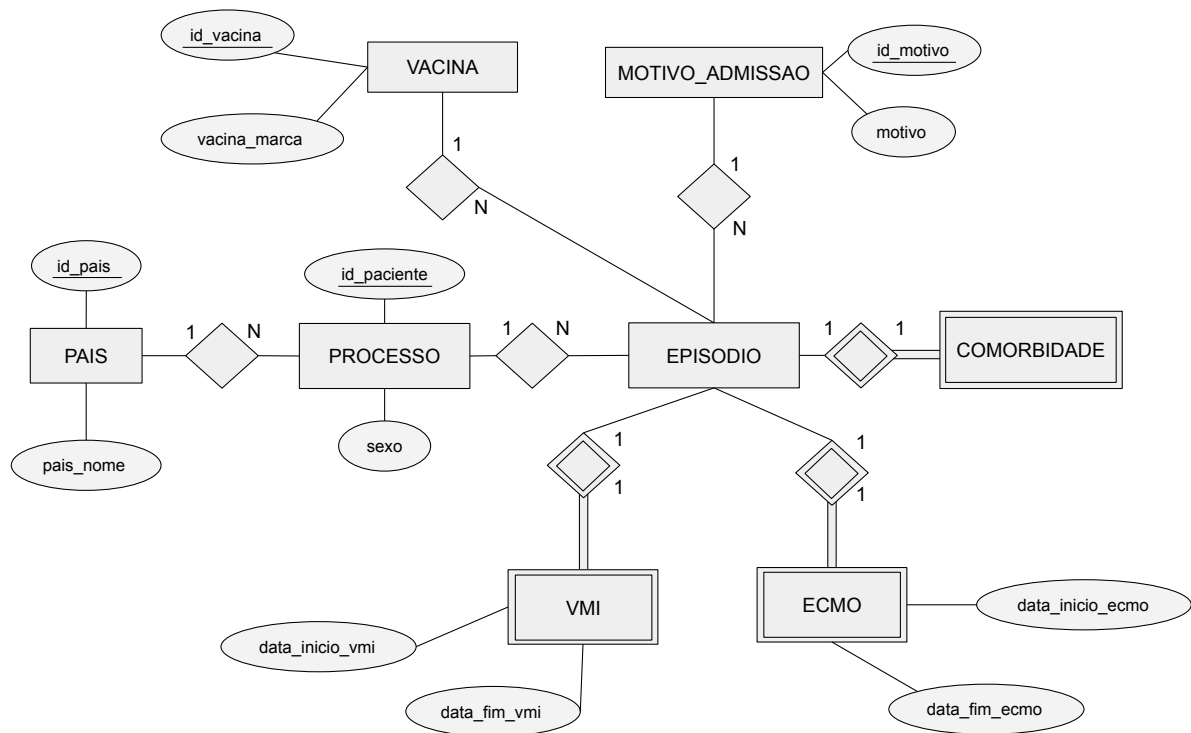 id_vacina
VACINA
vacina_marca
1
N
MOTIVO_ADMISSAO
id_motivo
motivo
1
N
id_pais
PAIS
pais_nome
1
N
id_paciente
PROCESSO
sexo
1
N
EPISODIO
1
1
COMORBIDADE
1
1
VMI
data_inicio_vmi
data_fim_vmi
1
1
ECMO
data_inicio_ecmo
data_fim_ecmo